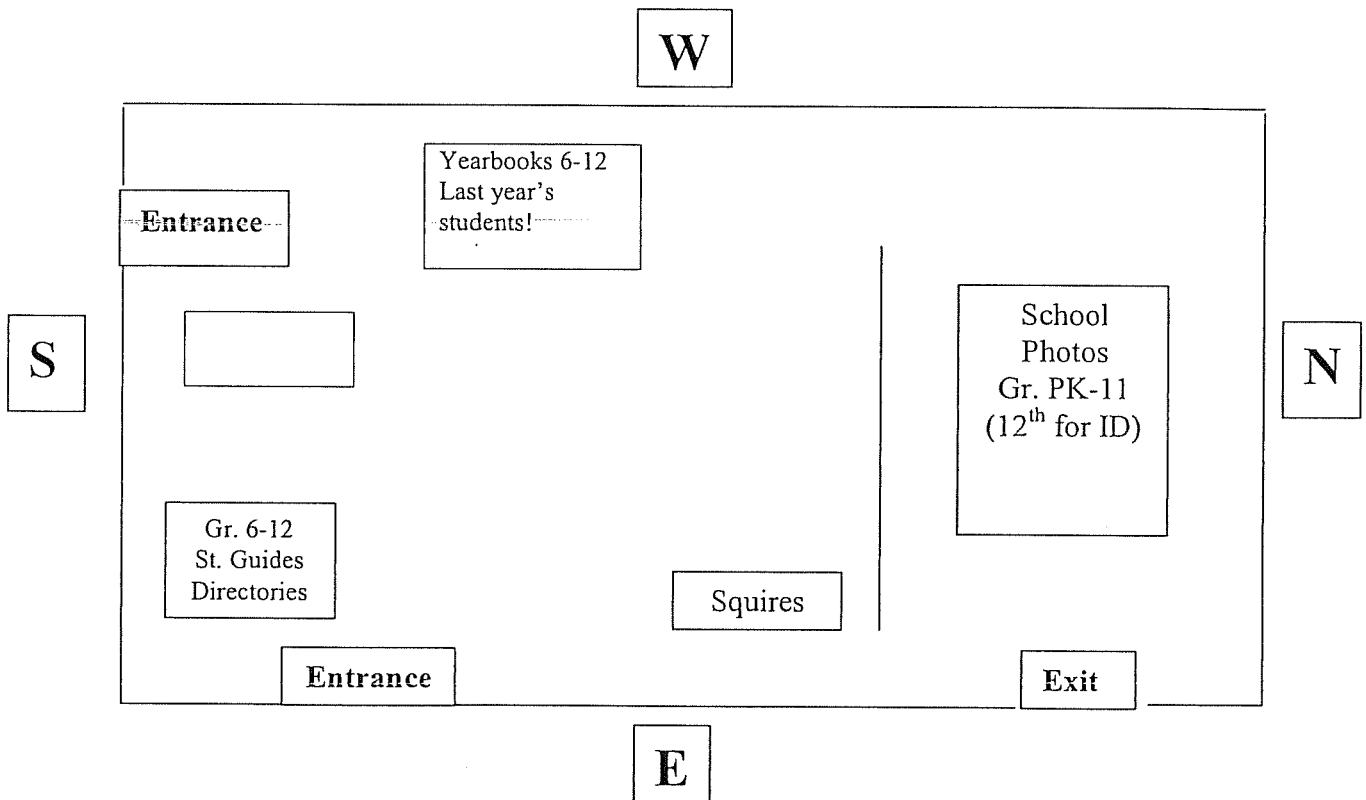 W
Yearbooks 6-12
Last year's
students!
Entrance
S
School
Photos
Gr. PK-11
(12th for ID)
N
Gr. 6-12
St. Guides
Directories
Squires
Entrance
Exit
E